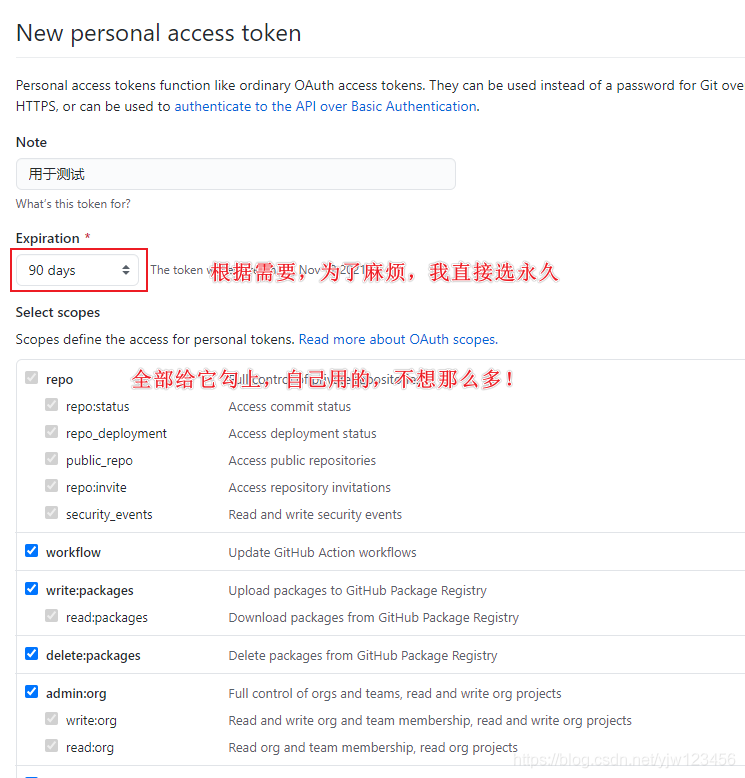 New personal access token
Personal access tokens function like ordinary OAuth access tokens. They can be used instead of a password for Git ove
HTTPS, or can be used to authenticate to the API over Basic Authentication.
Note
用于测试
What's this token for?
Expiration *
90 days
The token w
Nov
2021
根据需要，为了麻烦，我直接选永久
Select scopes
Scopes define the access for personal tokens. Read more about OAuth scopes.
repo
全部给它勾上，自己用的，不想那么多！
repo:status Access commit status
repo_deployment Access deployment status
public_repo Access public repositories
repo:invite Access repository invitations
security_events Read and write security events
workflow Update GitHub Action workflows
write:packages Upload packages to GitHub Package Registry
read:packages Download packages from GitHub Package Registry
delete:packages Delete packages from GitHub Package Registry
admin:org Full control of orgs and teams, read and write org projects
write:org Read and write org and team membership, read and write org projects
read:org Read org and team membership, read org projects
https://blog.csdn.net/yjw123456